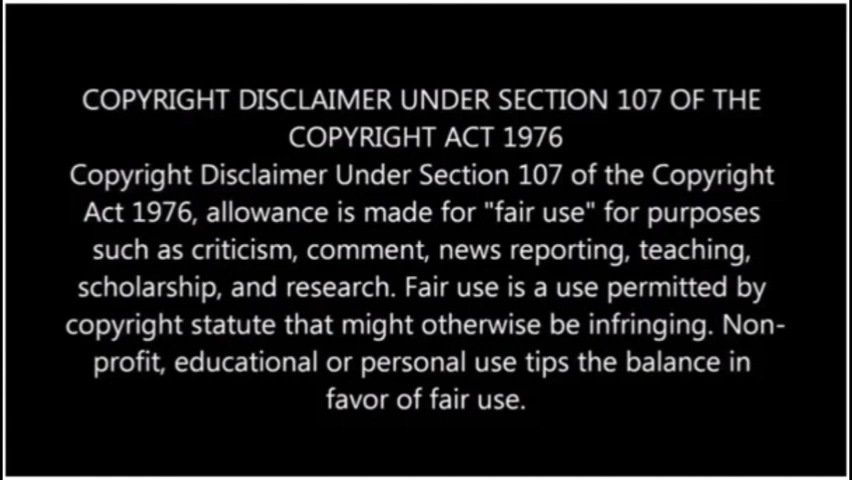 COPYRIGHT DISCLAIMER UNDER SECTION 107 OF THE
COPYRIGHT ACT 1976
Copyright Disclaimer Under Section 107 of the Copyright
Act 1976, allowance is made for "fair use" for purposes
such as criticism, comment, news reporting, teaching,
scholarship, and research. Fair use is a use permitted by
copyright statute that might otherwise be infringing. Non-
profit, educational or personal use tips the balance in
favor of fair use.